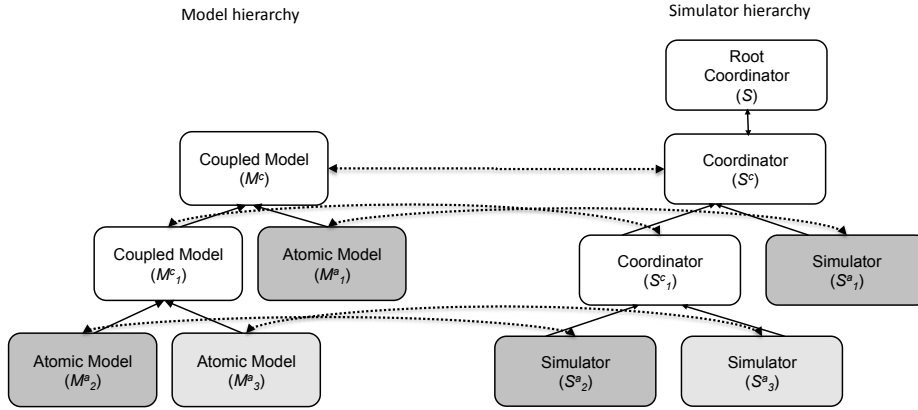 Model hierarchy
Simulator hierarchy
Root
Coordinator
(S)
Coupled Model
(Mᶜ)
Coordinator
(Sᶜ)
Coupled Model
(Mᶜ₁)
Atomic Model
(Mᵃ₁)
Coordinator
(Sᶜ₁)
Simulator
(Sᵃ₁)
Atomic Model
(Mᵃ₂)
Atomic Model
(Mᵃ₃)
Simulator
(Sᵃ₂)
Simulator
(Sᵃ₃)